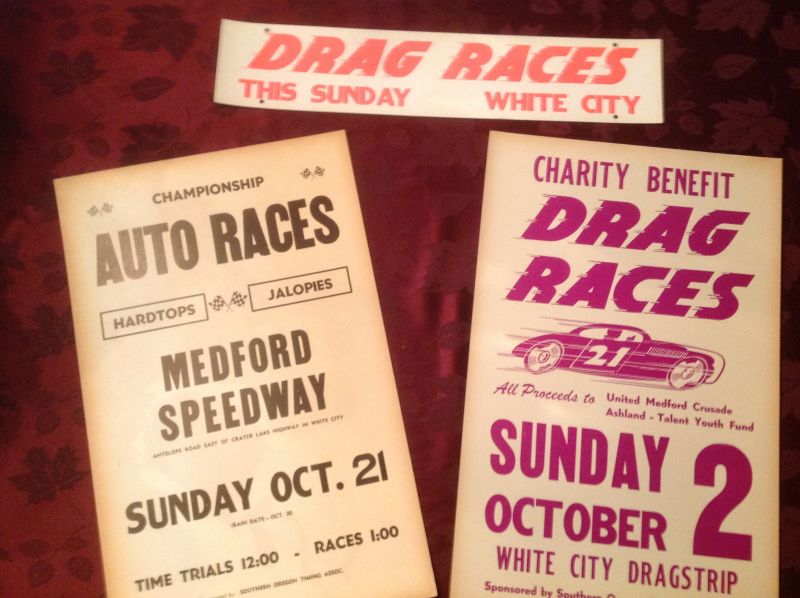 DRAG RACES
THIS SUNDAY WHITE CITY
CHAMPIONSHIP
AUTO RACES
HARDTOPS JALOPIES
MEDFORD
SPEEDWAY
ANTELOPE ROAD EAST OF CRATER LAKE HIGHWAY IN WHITE CITY
SUNDAY OCT. 21
(RAIN DATE—OCT. 28)
TIME TRIALS 12:00 - RACES 1:00
by SOUTHERN OREGON TIMING ASSOC.
CHARITY BENEFIT
DRAG
RACES
21
All Proceeds to United Medford Crusade
Ashland - Talent Youth Fund
SUNDAY
OCTOBER 2
WHITE CITY DRAGSTRIP
Sponsored by Southern